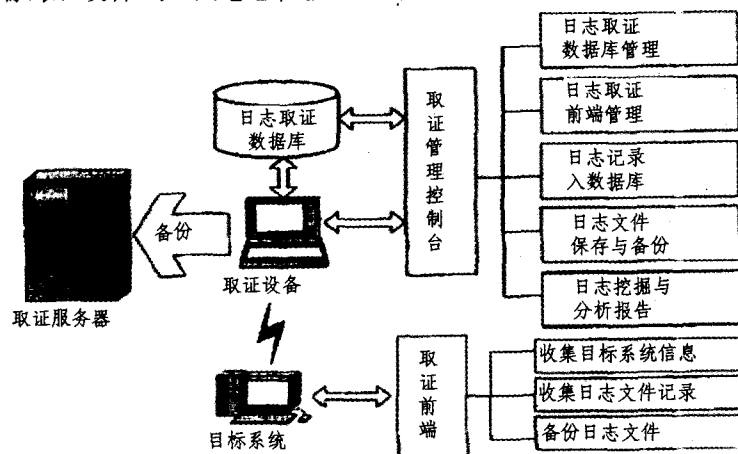 日志取证
数据库管理
日志取证
前端管理
日志记录
入数据库
日志文件
保存与备份
日志挖掘与
分析报告
取证管理控制台
日志取证
数据库
备份
取证设备
取证服务器
目标系统
取证前端
收集目标系统信息
收集日志文件记录
备份日志文件